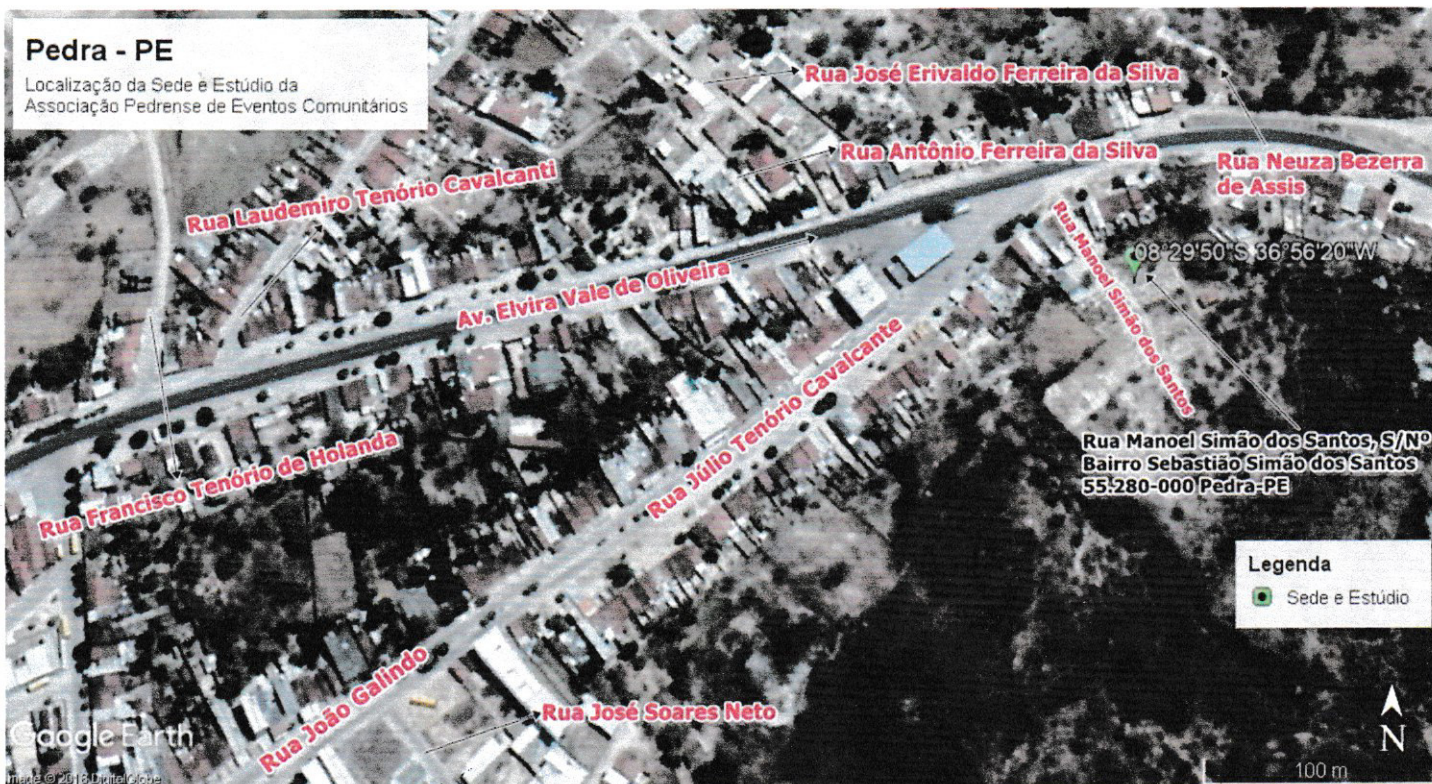 Pedra - PE
Localização da Sede e Estúdio da
Associação Pedrense de Eventos Comunitários
Rua José Erivaldo Ferreira da Silva
Rua Antônio Ferreira da Silva
Rua Neuza Bezerra
de Assis
Rua Laudemiro Tenório Cavalcanti
Av. Elvira Vale de Oliveira
Rua Manoel Simão dos Santos
08°29'50"S 36°56'20"W
Rua Francisco Tenório de Holanda
Rua Júlio Tenório Cavalcante
Rua Manoel Simão dos Santos, S/Nº
Bairro Sebastião Simão dos Santos
55.280-000 Pedra-PE
Legenda
Sede e Estúdio
Rua João Galindo
Rua José Soares Neto
Google Earth
Image © 2018 DigitalGlobe
N
100 m